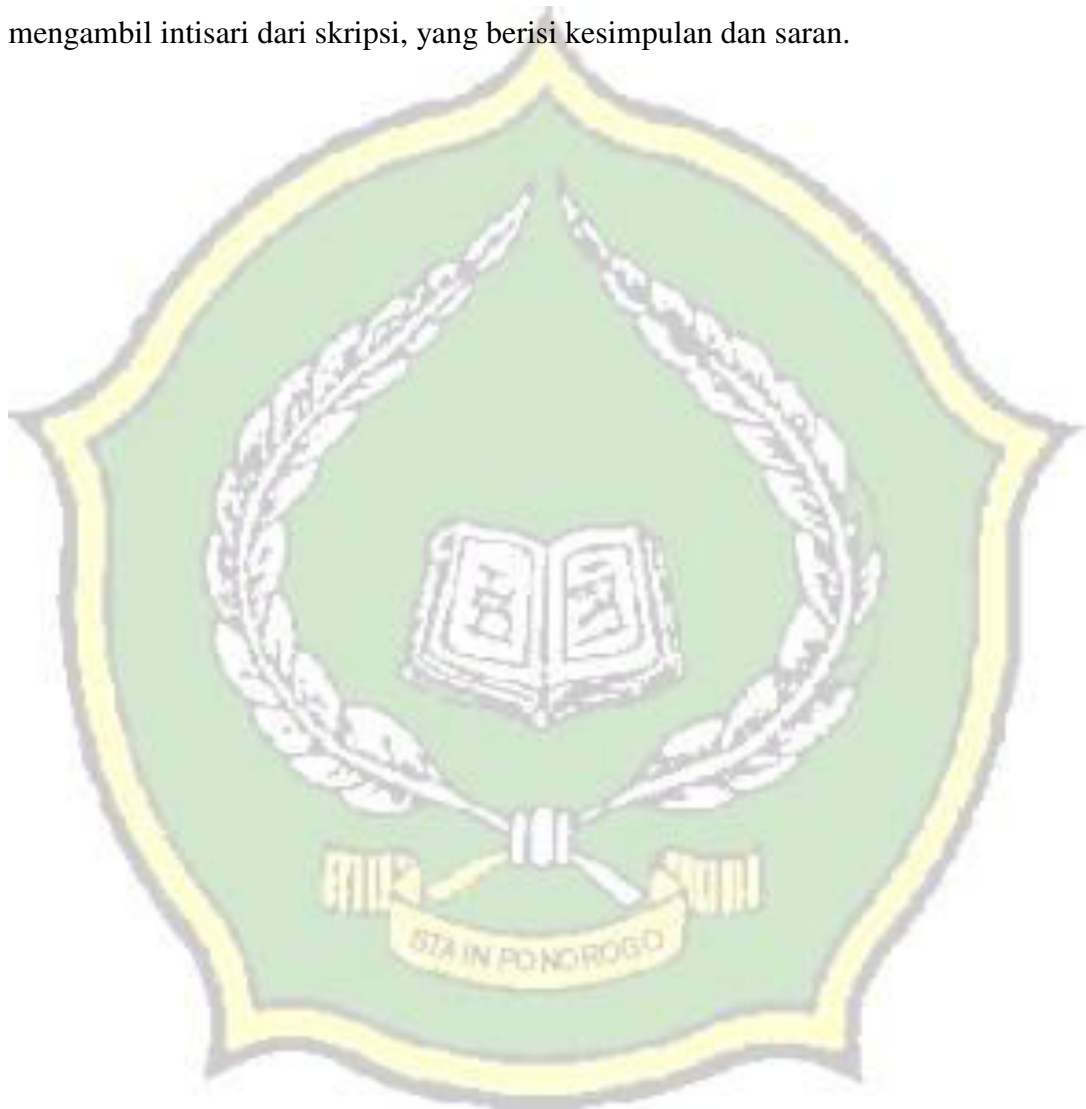 mengambil intisari dari skripsi, yang berisi kesimpulan dan saran.
STAIN PONOROGO